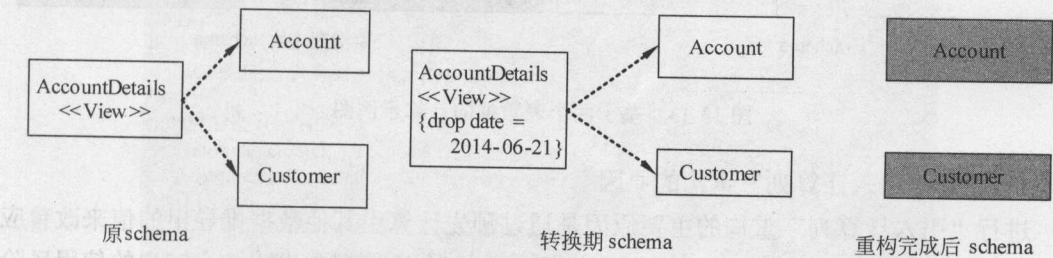 Account
AccountDetails
<<View>>
Customer
原schema
AccountDetails
<<View>>
{drop date =
2014-06-21}
Account
Customer
转换期 schema
Account
Customer
重构完成后 schema